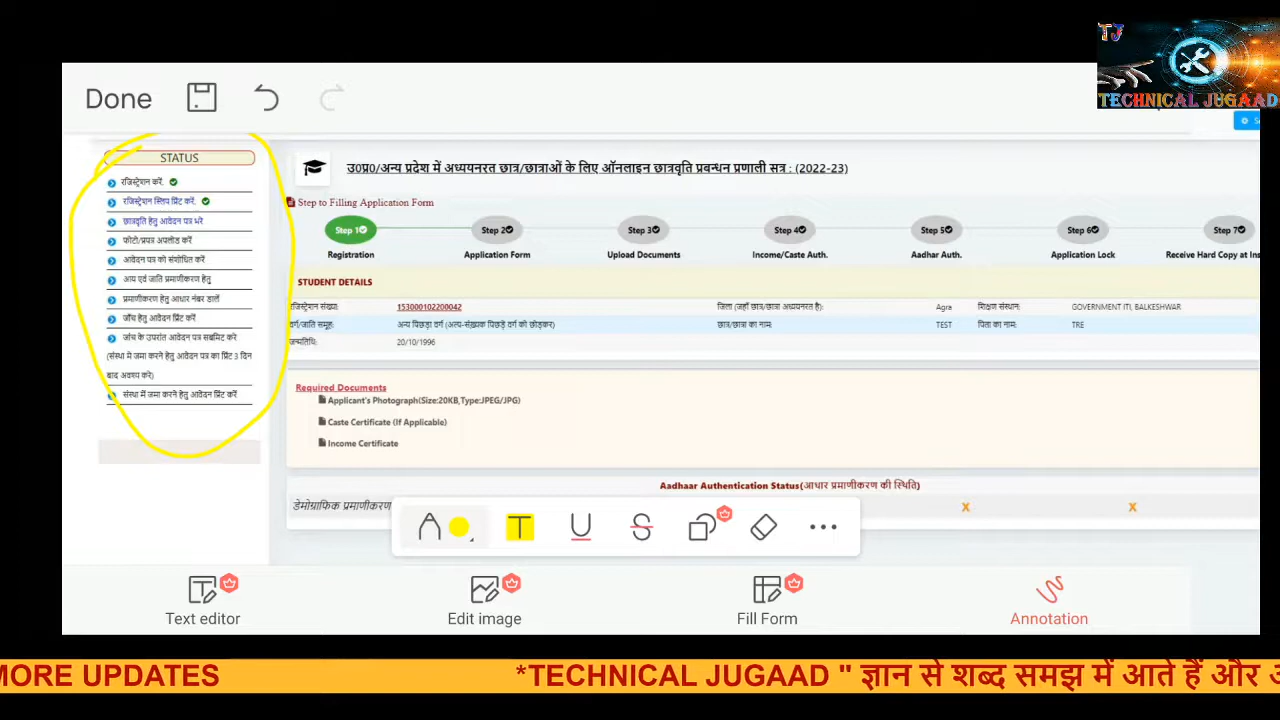 TJ
TECHNICAL JUGAAD
Done
STATUS
रजिस्ट्रेशन करें.
रजिस्ट्रेशन स्लिप प्रिंट करें.
छात्रवृति हेतु आवेदन पत्र भरे
फोटो/प्रपत्र अपलोड करें
आवेदन पत्र को संशोधित करें
आय एवं जाति प्रमाणीकरण हेतु
प्रमाणीकरण हेतु आधार नंबर डालें
जाँच हेतु आवेदन प्रिंट करें
जांच के उपरांत आवेदन पत्र सबमिट करे
(संस्था मे जमा करने हेतु आवेदन पत्र का प्रिंट 3 दिन
बाद अवश्य करे)
संस्था में जमा करने हेतु आवेदन प्रिंट करें
उ0प्र0/अन्य प्रदेश में अध्ययनरत छात्र/छात्राओं के लिए ऑनलाइन छात्रवृति प्रबन्धन प्रणाली सत्र : (2022-23)
Step to Filling Application Form
Step 1 Step 2 Step 3 Step 4 Step 5 Step 6 Step 7
Registration Application Form Upload Documents Income/Caste Auth. Aadhar Auth. Application Lock Receive Hard Copy at Ins
STUDENT DETAILS
रजिस्ट्रेशन संख्या: 153000102200042 जिला (जहाँ छात्र/छात्रा अध्ययनरत है): Agra शिक्षण संस्थान: GOVERNMENT ITI, BALKESHWAR
वर्ग/जाति समूह: अन्य पिछड़ा वर्ग (अल्प-संख्यक पिछड़े वर्ग को छोड़कर) छात्र/छात्रा का नाम: TEST पिता का नाम: TRE
जन्मतिथि: 20/10/1996
Required Documents
Applicant's Photograph(Size:20KB,Type:JPEG/JPG)
Caste Certificate (If Applicable)
Income Certificate
Aadhaar Authentication Status(आधार प्रमाणीकरण की स्थिति)
डेमोग्राफिक प्रमाणीकरण X X
T U S
Text editor Edit image Fill Form Annotation
MORE UPDATES *TECHNICAL JUGAAD " ज्ञान से शब्द समझ में आते हैं और